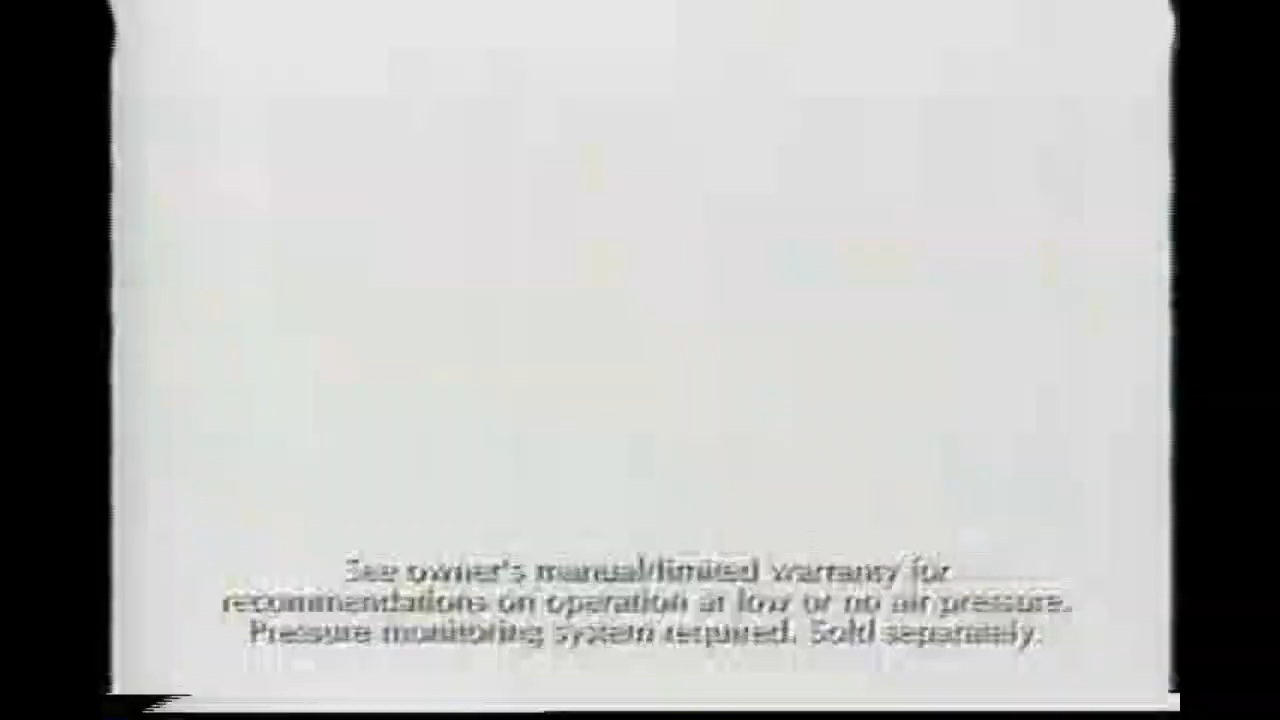 See owner's manual/limited warranty for
recommendations on operation at low or no air pressure.
Pressure monitoring system required. Sold separately.